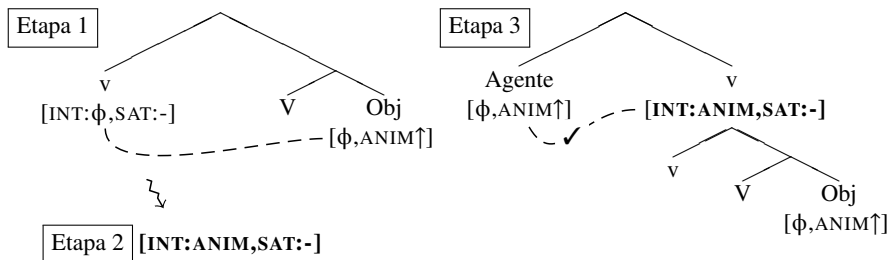 Etapa 1
v
[INT:ϕ,SAT:-]
V Obj
[ϕ,ANIM↑]
Etapa 2 [INT:ANIM,SAT:-]
Etapa 3
Agente v
[ϕ,ANIM↑] [INT:ANIM,SAT:-]
✓
v
V Obj
[ϕ,ANIM↑]